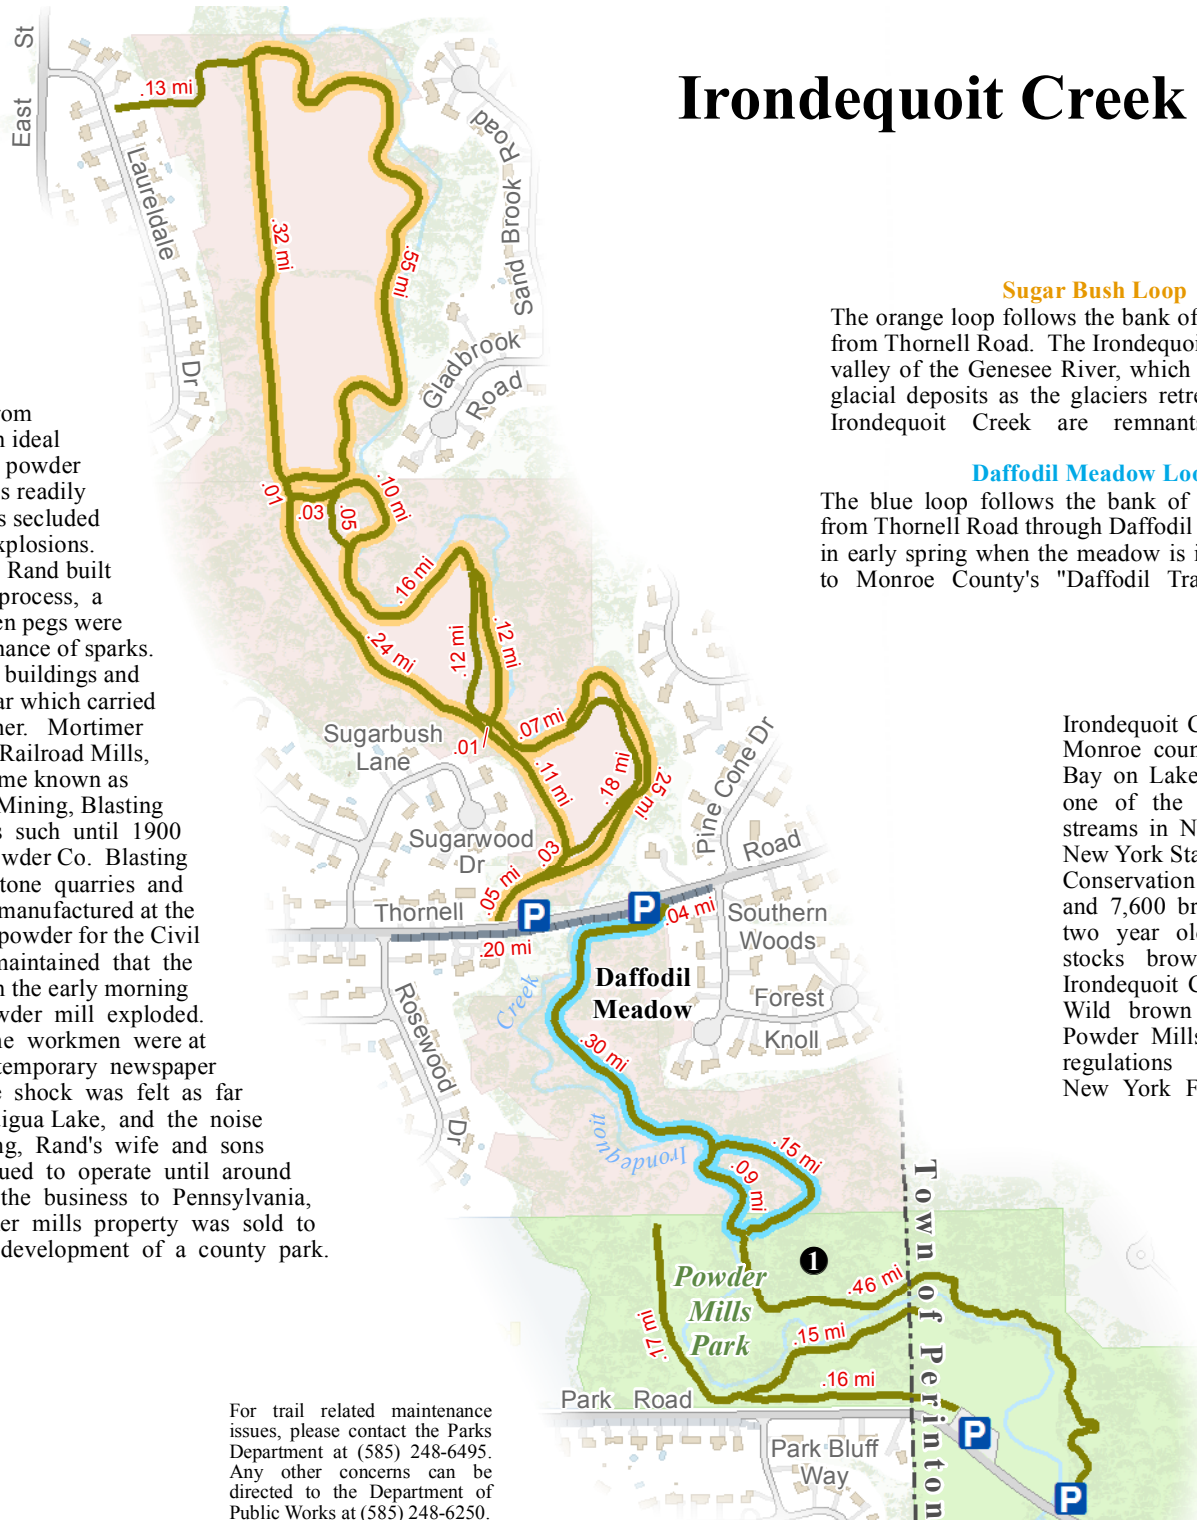 Irondequoit Creek
East St
.13 mi
Laureldale
Dr
.32 mi
.55 mi
Sand Brook Road
Gladbrook
Road
Sugar Bush Loop
The orange loop follows the bank of
from Thornell Road. The Irondequoi
valley of the Genesee River, which
glacial deposits as the glaciers retre
Irondequoit Creek are remnants
Daffodil Meadow Loo
The blue loop follows the bank of
from Thornell Road through Daffodil
in early spring when the meadow is i
to Monroe County's "Daffodil Tra
om
n ideal
powder
s readily
s secluded
xplosions.
Rand built
process, a
en pegs were
hance of sparks.
buildings and
ar which carried
ner. Mortimer
Railroad Mills,
me known as
Mining, Blasting
s such until 1900
wder Co. Blasting
tone quarries and
manufactured at the
powder for the Civil
maintained that the
n the early morning
wder mill exploded.
he workmen were at
temporary newspaper
e shock was felt as far
igua Lake, and the noise
ng, Rand's wife and sons
ued to operate until around
the business to Pennsylvania,
er mills property was sold to
development of a county park.
.01
.03
.05
.10 mi
.16 mi
.24 mi
.12 mi
.12 mi
.07 mi
.01
.11 mi
.18 mi
.25 mi
.03
.05 mi
Sugarbush
Lane
Sugarwood
Dr
Pine Cone Dr
Thornell
Road
P
P
.04 mi
.20 mi
Southern
Woods
Daffodil
Meadow
Forest
Knoll
Creek
Rosewood
Dr
.30 mi
Irondequoit
.15 mi
.09 mi
Irondequoit C
Monroe coun
Bay on Lake
one of the
streams in N
New York Sta
Conservation
and 7,600 br
two year ol
stocks brow
Irondequoit C
Wild brown
Powder Mills
regulations
New York F
Town of Perinton
1
Powder
Mills
Park
.46 mi
.17 mi
.15 mi
.16 mi
Park Road
P
Park Bluff
Way
P
For trail related maintenance
issues, please contact the Parks
Department at (585) 248-6495.
Any other concerns can be
directed to the Department of
Public Works at (585) 248-6250.